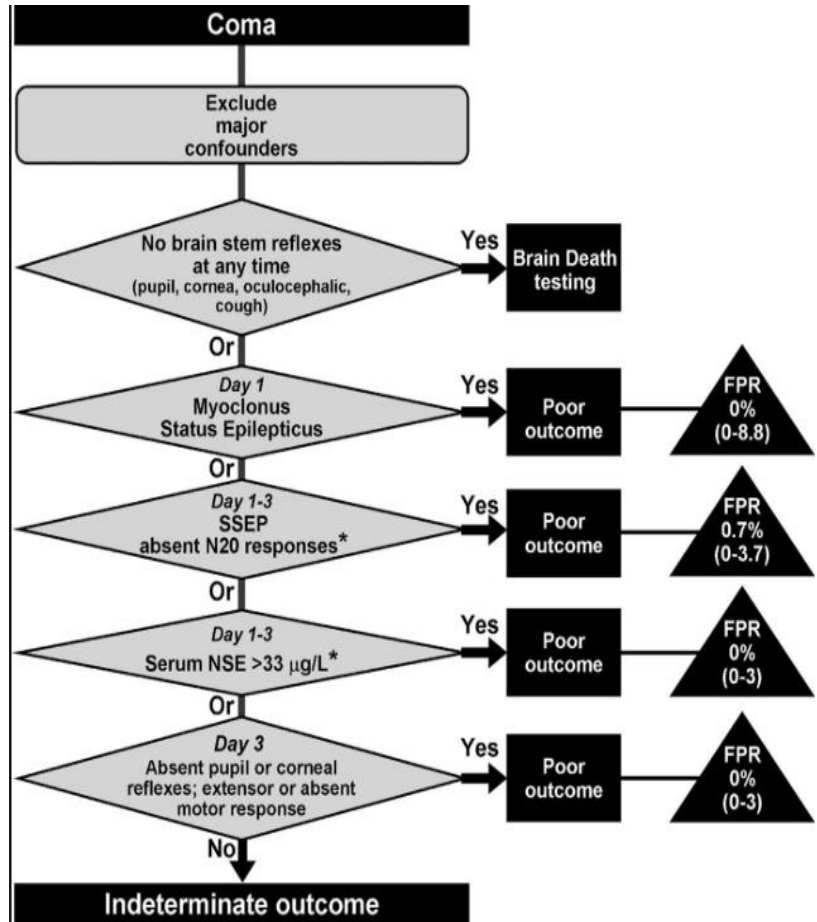 Coma
Exclude
major
confounders
No brain stem reflexes
at any time
(pupil, cornea, oculocephalic,
cough)
Yes
Brain Death
testing
Or
Day 1
Myoclonus
Status Epilepticus
Yes
Poor
outcome
FPR
0%
(0-8.8)
Or
Day 1-3
SSEP
absent N20 responses*
Yes
Poor
outcome
FPR
0.7%
(0-3.7)
Or
Day 1-3
Serum NSE >33 μg/L*
Yes
Poor
outcome
FPR
0%
(0-3)
Or
Day 3
Absent pupil or corneal
reflexes; extensor or absent
motor response
Yes
Poor
outcome
FPR
0%
(0-3)
No
Indeterminate outcome